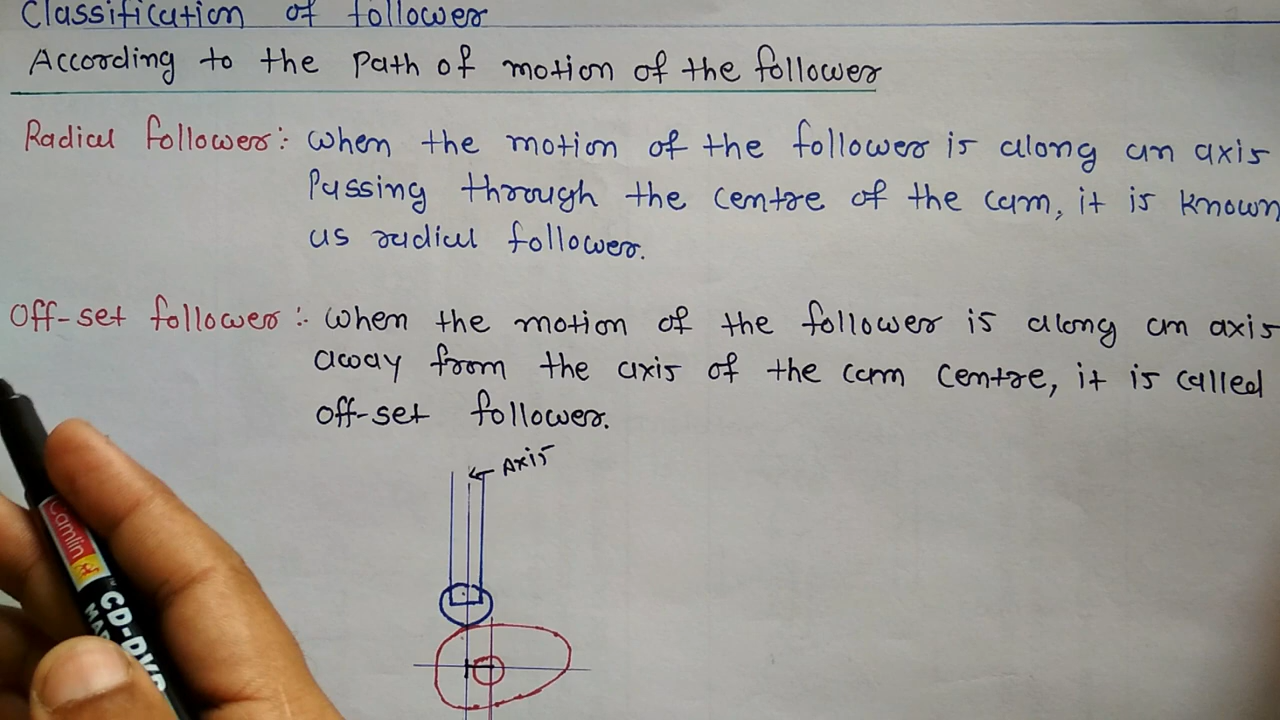 Classification of follower
According to the Path of motion of the follower
Radial follower:- When the motion of the follower is along an axis
Passing through the centre of the cam, it is known
as radial follower.
Off-set follower:- When the motion of the follower is along an axis
away from the axis of the cam centre, it is called
off-set follower.
Axis
Camlin
CD-DVD
MAR